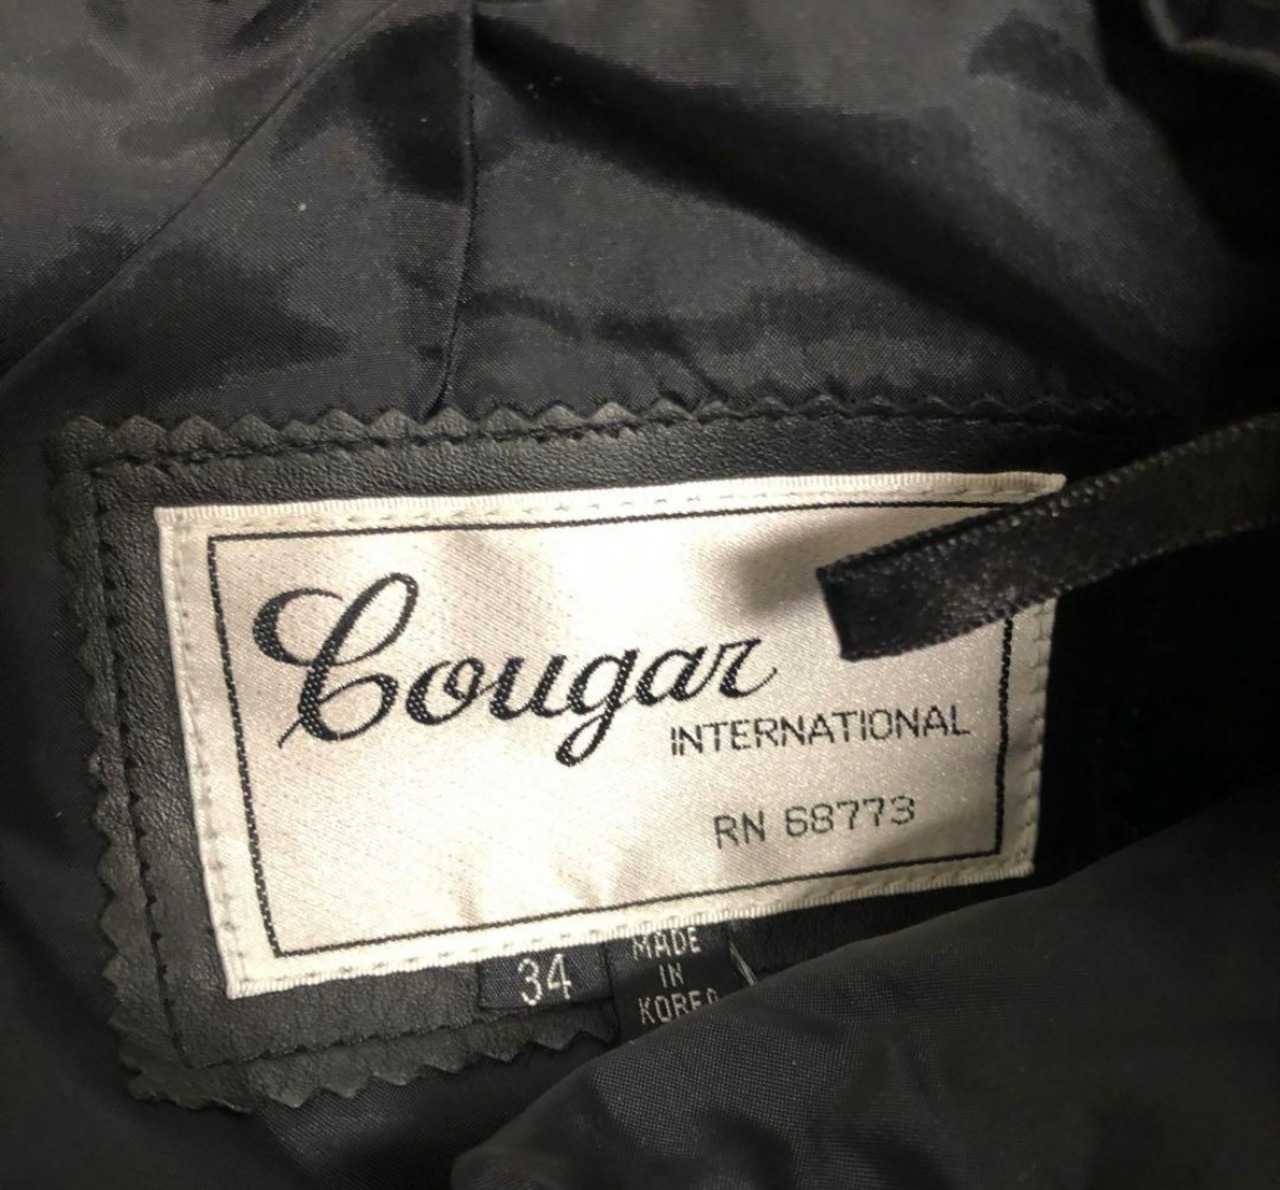 Cougar
INTERNATIONAL
RN 68773
34
MADE
IN
KOREA